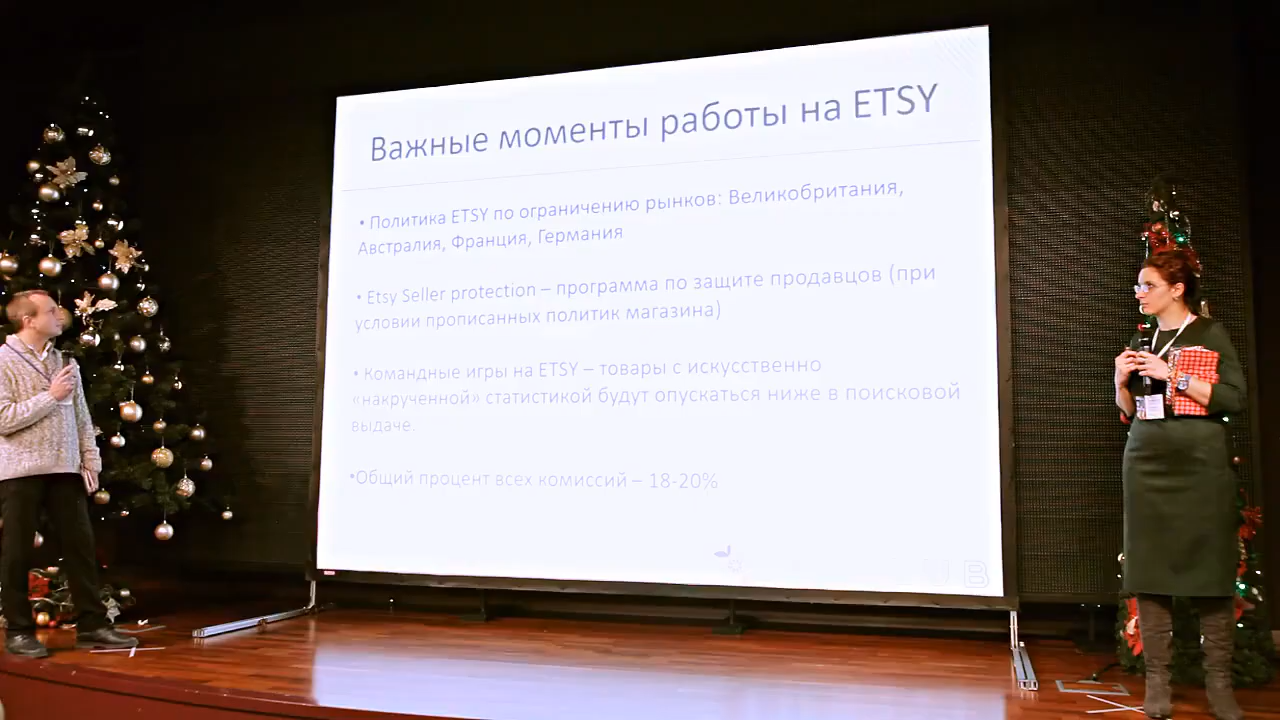 Важные моменты работы на ETSY
• Политика ETSY по ограничению рынков: Великобритания,
Австралия, Франция, Германия
• Etsy Seller protection – программа по защите продавцов (при
условии прописанных политик магазина)
• Командные игры на ETSY – товары с искусственно
«накрученной» статистикой будут опускаться ниже в поисковой
выдаче.
•Общий процент всех комиссий – 18-20%